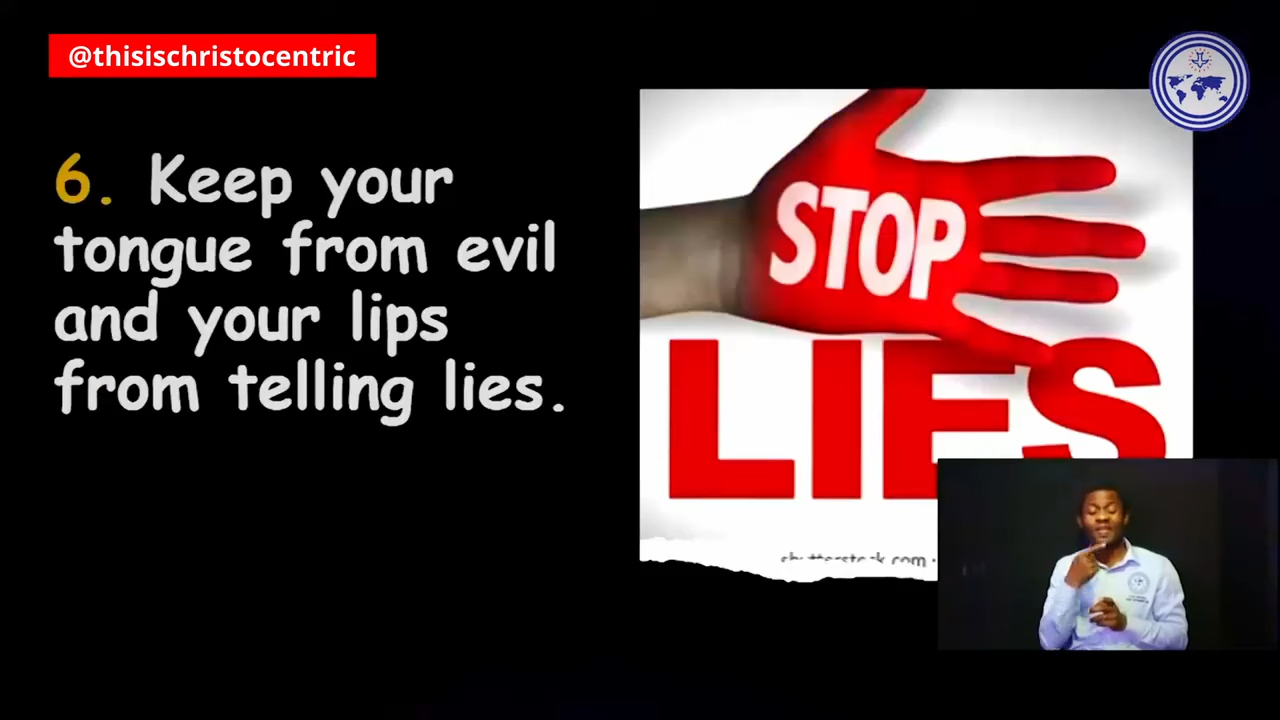 @thisischristocentric
6. Keep your
tongue from evil
and your lips
from telling lies.
STOP
LIES